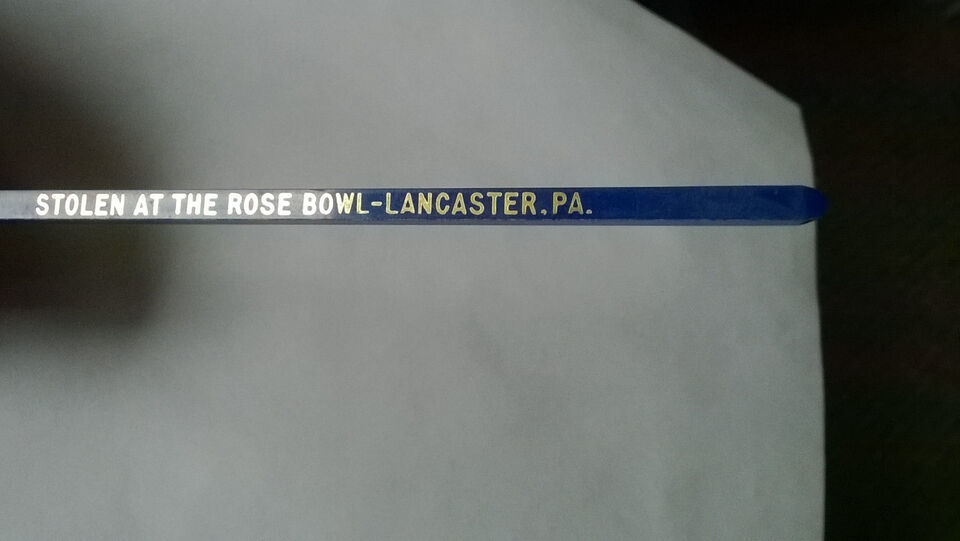 STOLEN AT THE ROSE BOWL-LANCASTER, PA.